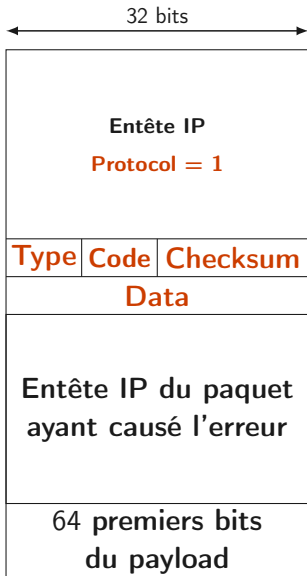 32 bits
Entête IP
Protocol = 1
Type Code Checksum
Data
Entête IP du paquet
ayant causé l'erreur
64 premiers bits
du payload